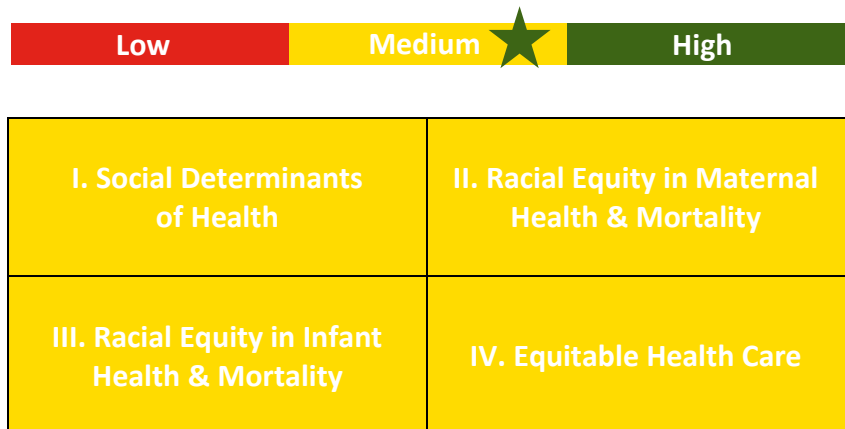 Low Medium High
I. Social Determinants
of Health
II. Racial Equity in Maternal
Health & Mortality
III. Racial Equity in Infant
Health & Mortality
IV. Equitable Health Care